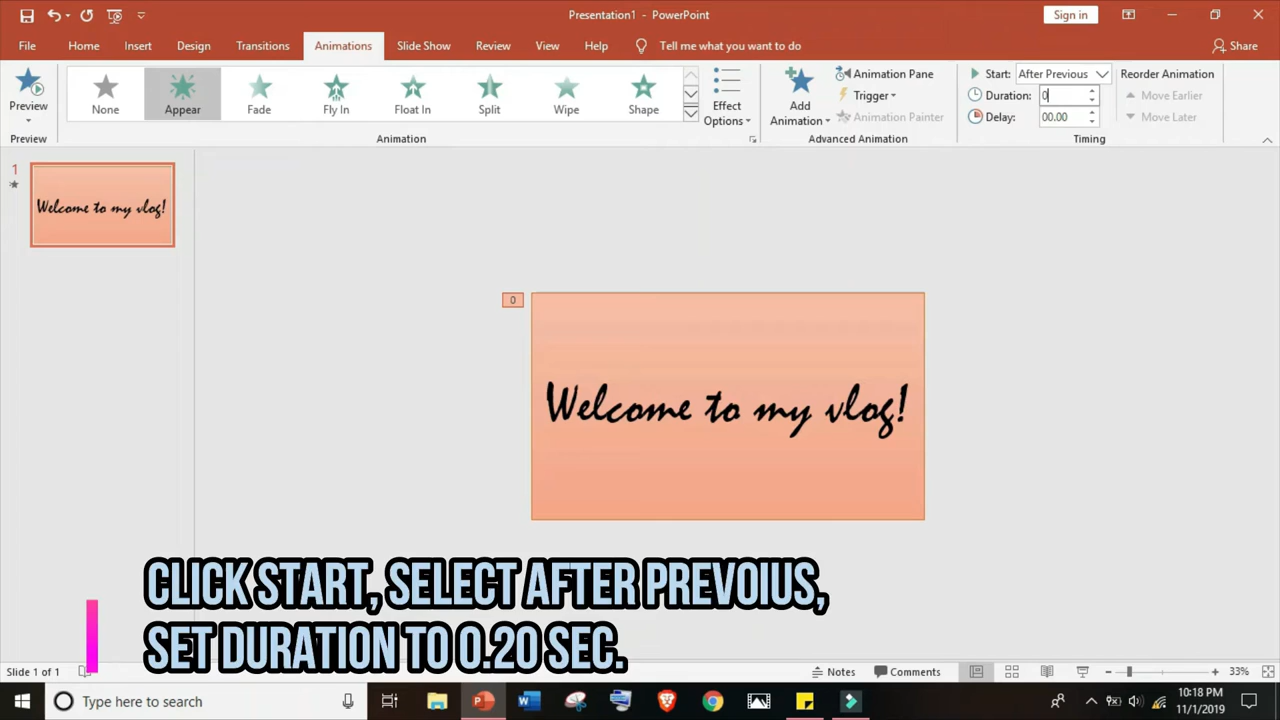 Presentation1 - PowerPoint
Sign in
File Home Insert Design Transitions Animations Slide Show Review View Help Tell me what you want to do Share
Preview
Preview
None Appear Fade Fly In Float In Split Wipe Shape
Animation
Effect
Options
Add
Animation
Animation Pane
Trigger
Animation Painter
Advanced Animation
Start: After Previous
Duration: 0
Delay: 00.00
Timing
Reorder Animation
Move Earlier
Move Later
1
Welcome to my vlog!
0
Welcome to my vlog!
CLICK START, SELECT AFTER PREVOIUS,
SET DURATION TO 0.20 SEC.
Slide 1 of 1
Notes Comments 33%
Type here to search
10:18 PM
11/1/2019